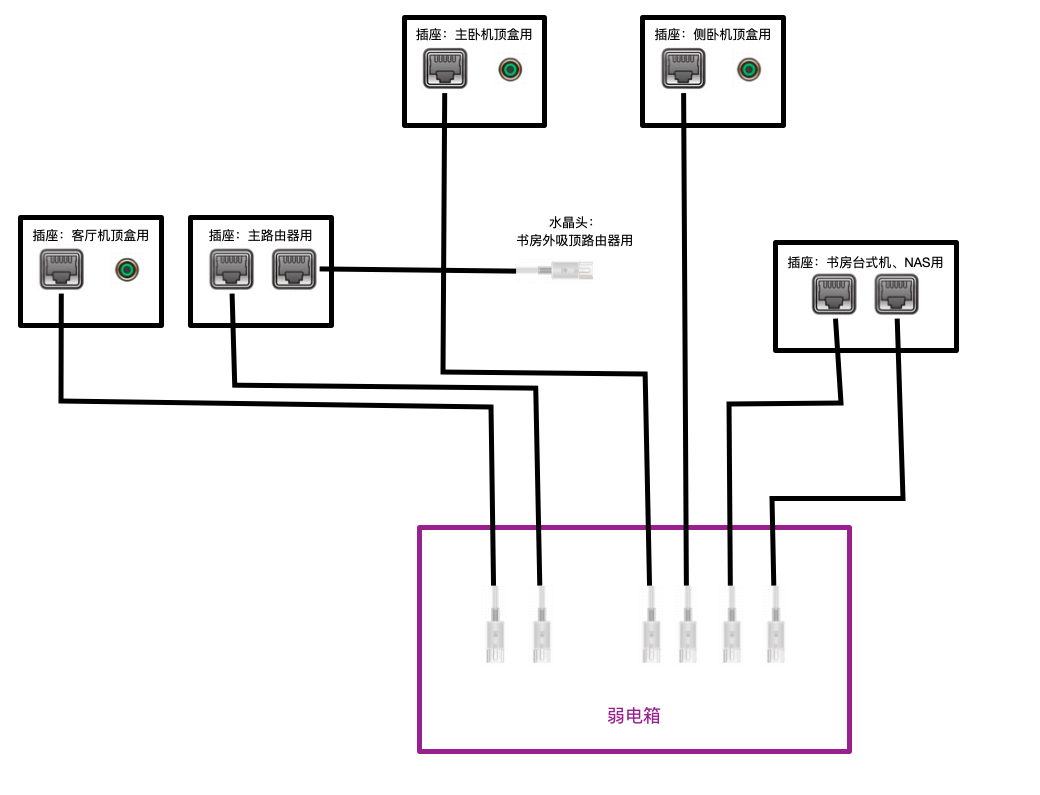 插座：主卧机顶盒用
插座：侧卧机顶盒用
插座：客厅机顶盒用
插座：主路由器用
水晶头：
书房外吸顶路由器用
插座：书房台式机、NAS用
弱电箱